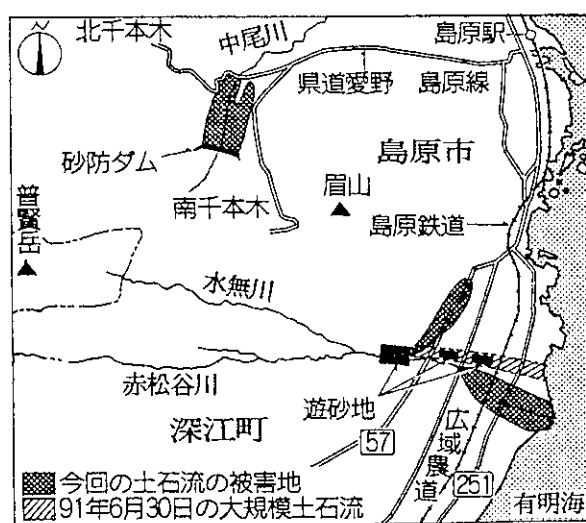 N
北千本木
中尾川
島原駅
県道愛野
島原線
砂防ダム
島原市
南千本木
眉山
普賢岳
島原鉄道
水無川
赤松谷川
遊砂地
深江町
57
広域農道
251
今回の土石流の被害地
91年6月30日の大規模土石流
有明海